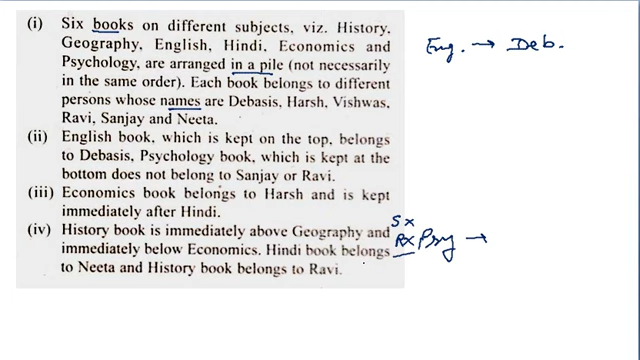 (i) Six books on different subjects, viz. History,
Geography, English, Hindi, Economics and
Psychology, are arranged in a pile (not necessarily
in the same order). Each book belongs to different
persons whose names are Debasis, Harsh, Vishwas,
Ravi, Sanjay and Neeta.
(ii) English book, which is kept on the top, belongs
to Debasis, Psychology book, which is kept at the
bottom does not belong to Sanjay or Ravi.
(iii) Economics book belongs to Harsh and is kept
immediately after Hindi.
(iv) History book is immediately above Geography and
immediately below Economics. Hindi book belongs
to Neeta and History book belongs to Ravi.
Eng. → Deb.
S x
Rx Psy →